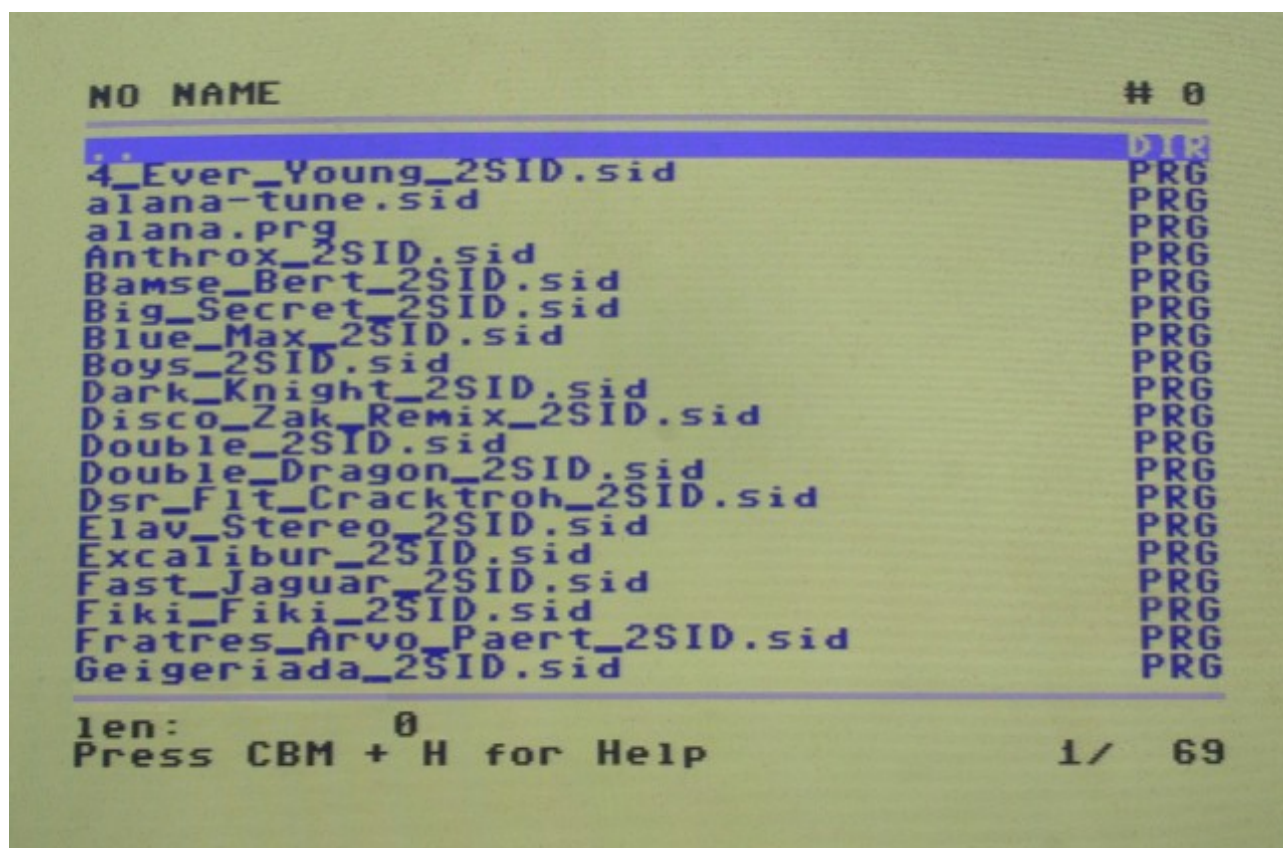 NO NAME # 0
.. DIR
4_Ever_Young_2SID.sid PRG
alana-tune.sid PRG
alana.prg PRG
Anthrox_2SID.sid PRG
Bamse_Bert_2SID.sid PRG
Big_Secret_2SID.sid PRG
Blue_Max_2SID.sid PRG
Boys_2SID.sid PRG
Dark_Knight_2SID.sid PRG
Disco_Zak_Remix_2SID.sid PRG
Double_2SID.sid PRG
Double_Dragon_2SID.sid PRG
Dsr_Flt_Cracktroh_2SID.sid PRG
Elav_Stereo_2SID.sid PRG
Excalibur_2SID.sid PRG
Fast_Jaguar_2SID.sid PRG
Fiki_Fiki_2SID.sid PRG
Fratres_Arvo_Paert_2SID.sid PRG
Geigeriada_2SID.sid PRG
len: 0
Press CBM + H for Help 1/ 69